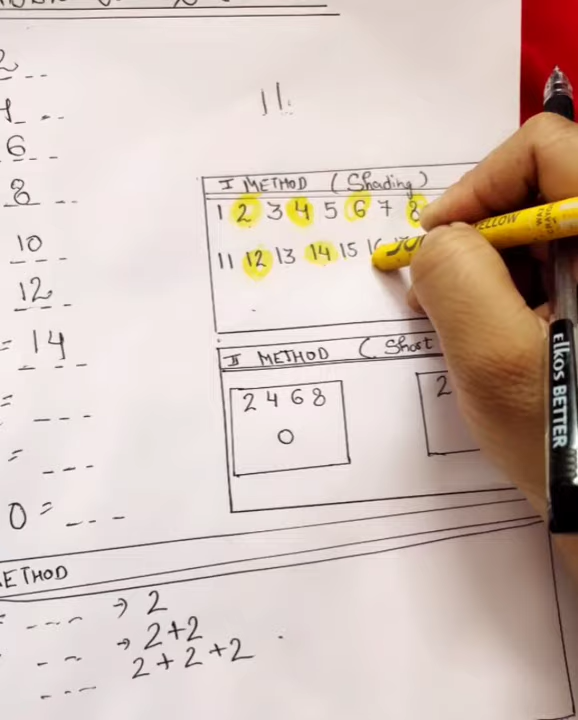 2
4
6
8
10
12
= 14
=
=
0 =
11
I METHOD (Shading)
1 2 3 4 5 6 7 8
11 12 13 14 15
II METHOD (Short
2 4 6 8
0
2
METHOD
→ 2
→ 2+2
2+2+2
YELLOW
elkos BETTER